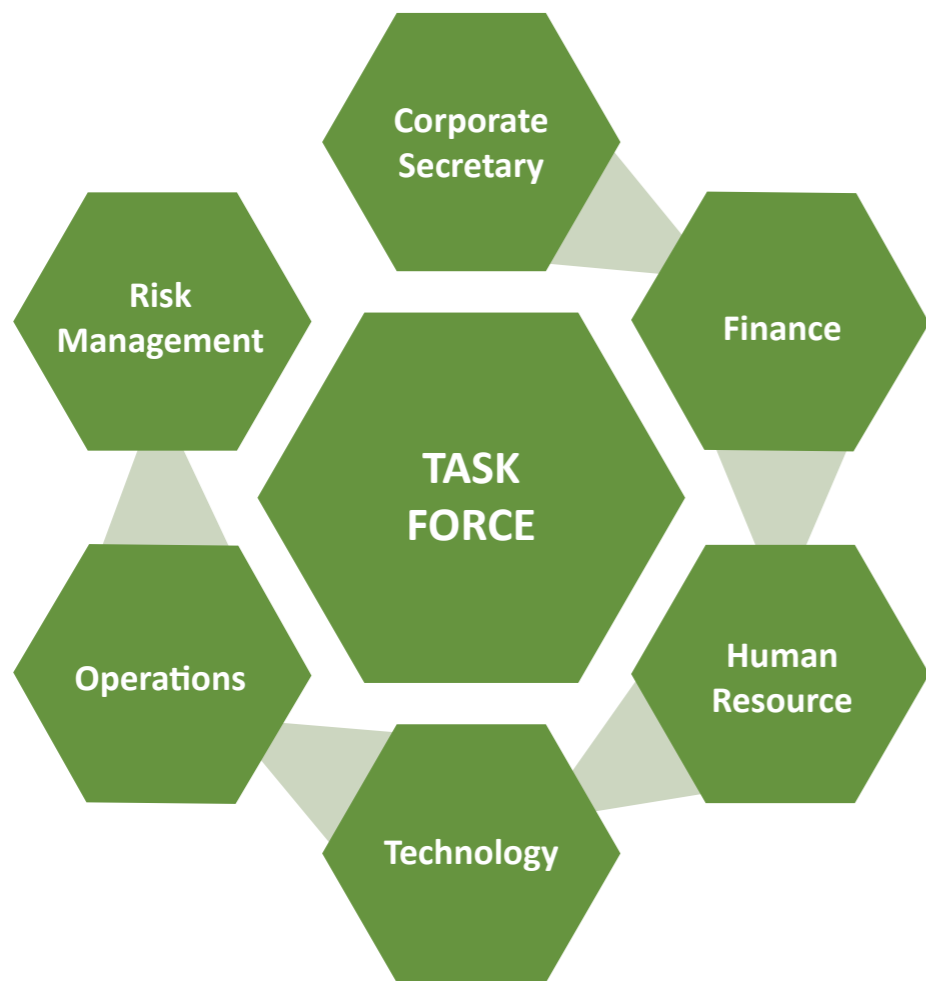 Corporate
Secretary
Finance
Human
Resource
Technology
Operations
Risk
Management
TASK
FORCE